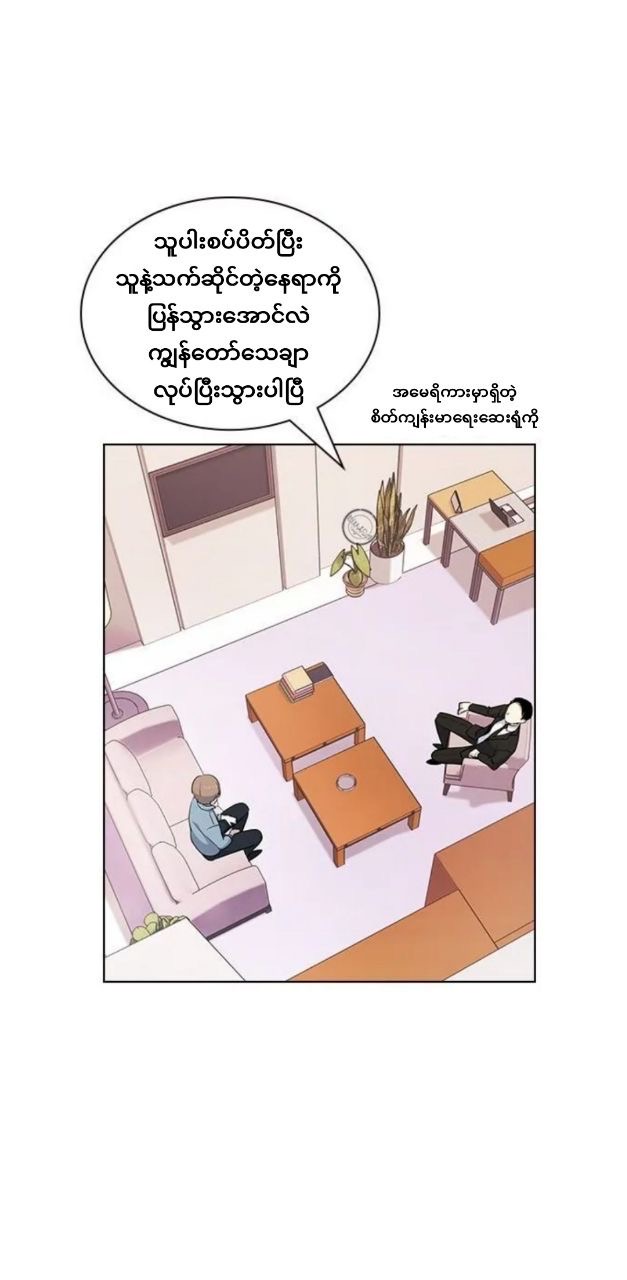 သူပါးစပ်ပိတ်ပြီး
သူနဲ့သက်ဆိုင်တဲ့နေရာကို
ပြန်သွားအောင်လဲ
ကျွန်တော်သေချာ
လုပ်ပြီးသွားပါပြီ
အမေရိကားမှာရှိတဲ့
စိတ်ကျန်းမာရေးဆေးရုံကို